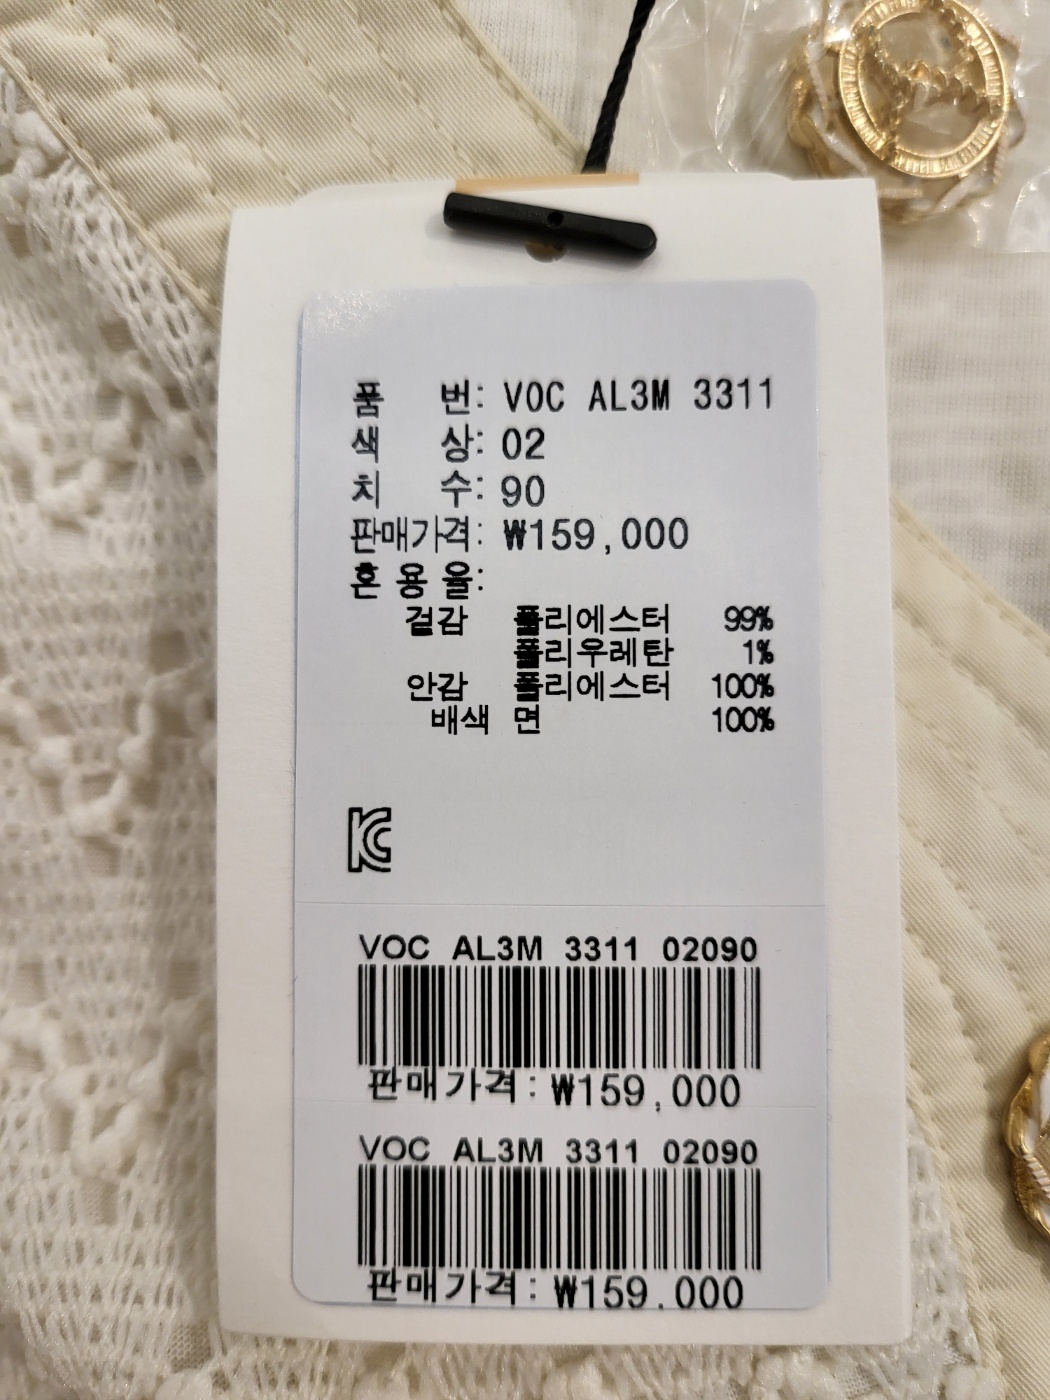 품 번: VOC AL3M 3311
색 상: 02
치 수: 90
판매가격: ₩159,000
혼 용 율:
겉감 폴리에스터 99%
폴리우레탄 1%
안감 폴리에스터 100%
배색 면 100%
KC
VOC AL3M 3311 02090
판매가격: ₩159,000
VOC AL3M 3311 02090
판매가격: ₩159,000